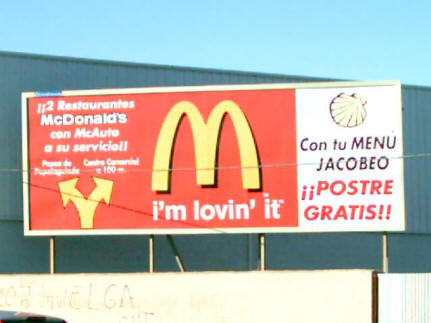 ¡¡2 Restaurantes
McDonald's
con McAuto
a su servicio!!
Paseo de
Centro Comercial
a 100 m.
i'm lovin' it
Con tu MENÚ
JACOBEO
¡¡POSTRE
GRATIS!!
HUELGA